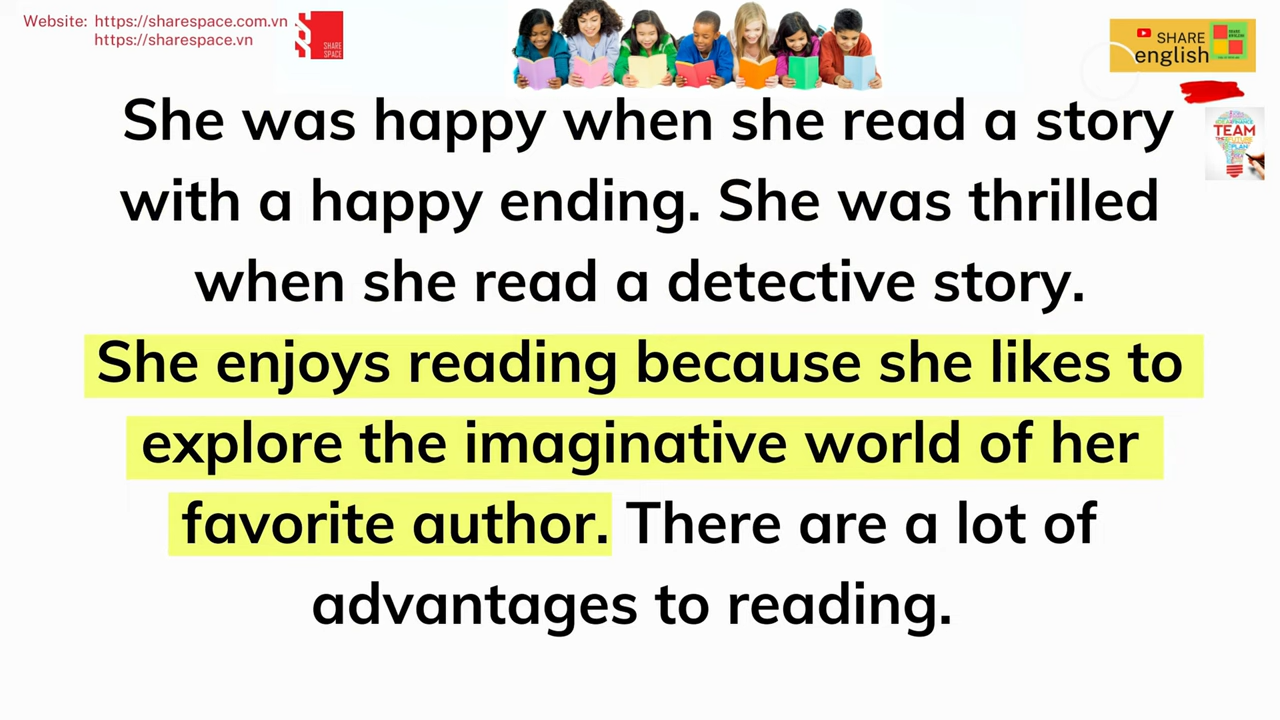 Website: https://sharespace.com.vn
https://sharespace.vn
SHARE
SPACE
SHARE
english
TEAM
PLAN
She was happy when she read a story
with a happy ending. She was thrilled
when she read a detective story.
She enjoys reading because she likes to
explore the imaginative world of her
favorite author. There are a lot of
advantages to reading.